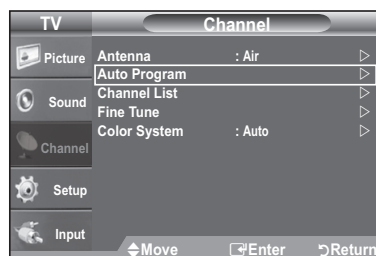 TV Channel
Picture
Sound
Channel
Setup
Input
Antenna : Air
Auto Program
Channel List
Fine Tune
Color System : Auto
Move Enter Return